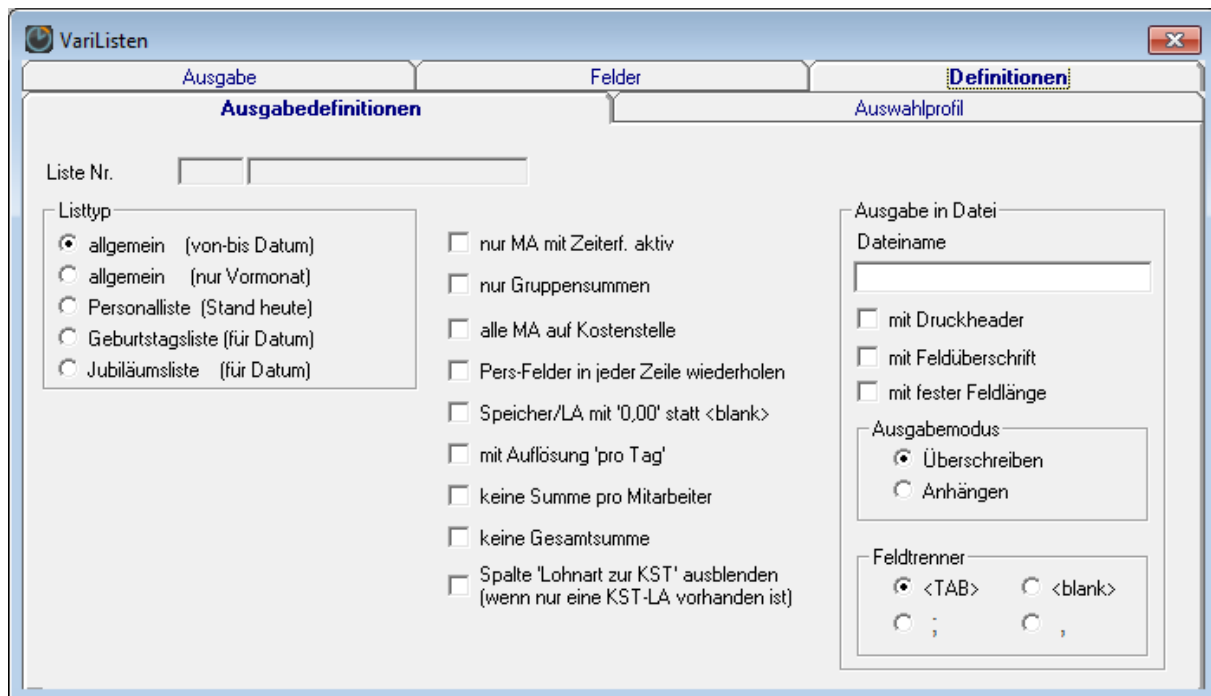 VariListen
Ausgabe
Felder
Definitionen
Ausgabedefinitionen
Auswahlprofil
Liste Nr.
Listtyp
allgemein (von-bis Datum)
allgemein (nur Vormonat)
Personalliste (Stand heute)
Geburtstagsliste (für Datum)
Jubiläumsliste (für Datum)
nur MA mit Zeiterf. aktiv
nur Gruppensummen
alle MA auf Kostenstelle
Pers-Felder in jeder Zeile wiederholen
Speicher/LA mit '0,00' statt <blank>
mit Auflösung 'pro Tag'
keine Summe pro Mitarbeiter
keine Gesamtsumme
Spalte 'Lohnart zur KST' ausblenden
(wenn nur eine KST-LA vorhanden ist)
Ausgabe in Datei
Dateiname
mit Druckheader
mit Feldüberschrift
mit fester Feldlänge
Ausgabemodus
Überschreiben
Anhängen
Feldtrenner
<TAB> <blank>
; ,